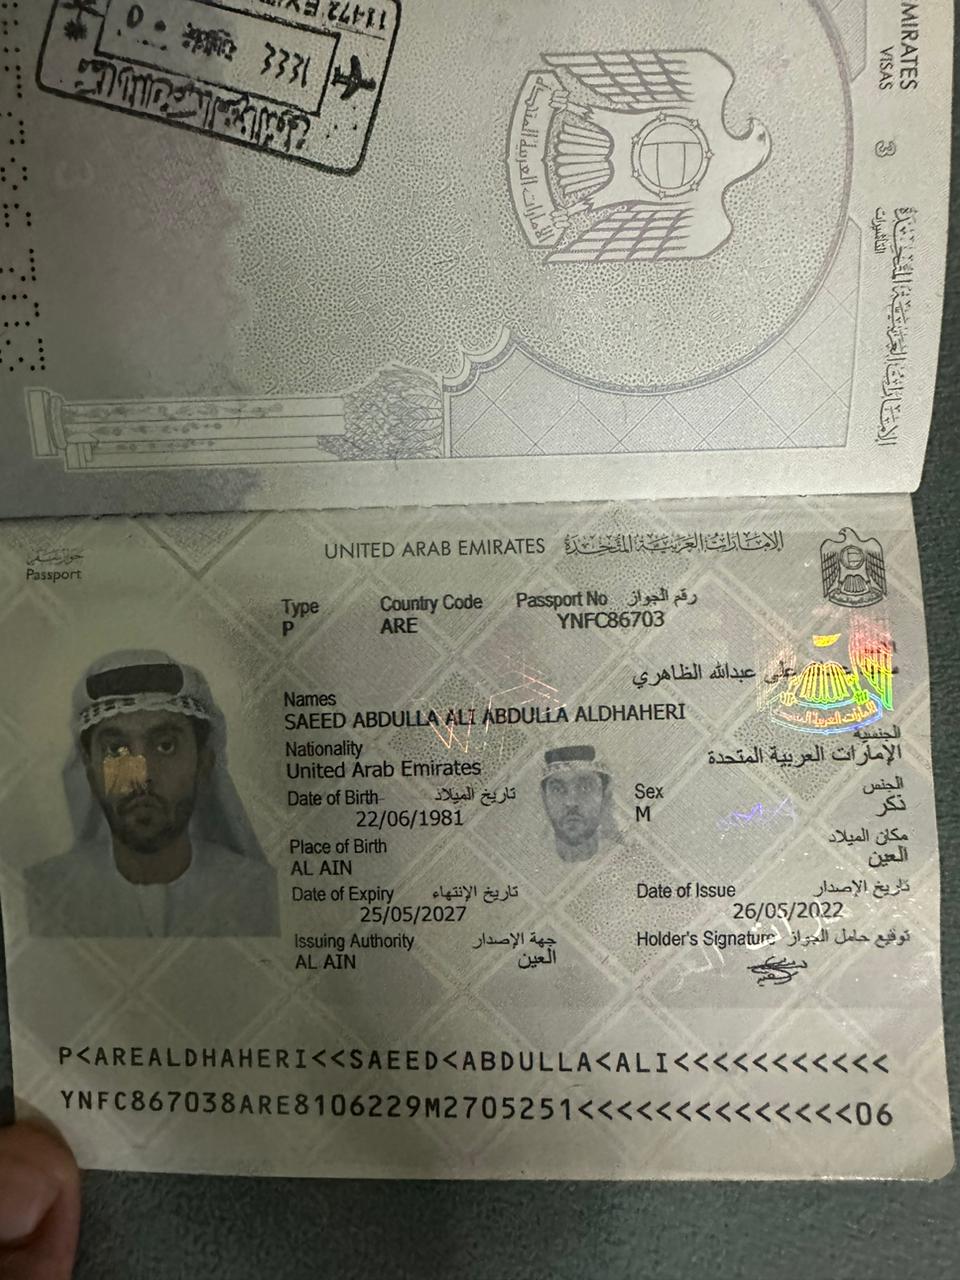 11472 EXIT
١٤٤٤
الإمارات العربية المتحدة
EMIRATES
VISAS
3
الإمارات العربية المتحدة
التأشيرات
جواز سفر
Passport
UNITED ARAB EMIRATES الإمارات العربية المتحدة
Type Country Code Passport No رقم الجواز
P ARE YNFC86703
علي عبدالله الظاهري
Names
SAEED ABDULLA ALI ABDULLA ALDHAHERI
الجنسية
Nationality
الإمارات العربية المتحدة
United Arab Emirates
Date of Birth تاريخ الميلاد Sex الجنس
22/06/1981 M ذكر
Place of Birth مكان الميلاد
AL AIN العين
Date of Expiry تاريخ الإنتهاء Date of Issue تاريخ الإصدار
25/05/2027 26/05/2022
Issuing Authority جهة الإصدار Holder's Signature توقيع حامل الجواز
AL AIN العين
P<AREALDHAHERI<<SAEED<ABDULLA<ALI<<<<<<<<<<<
YNFC867038ARE8106229M2705251<<<<<<<<<<<<<<06